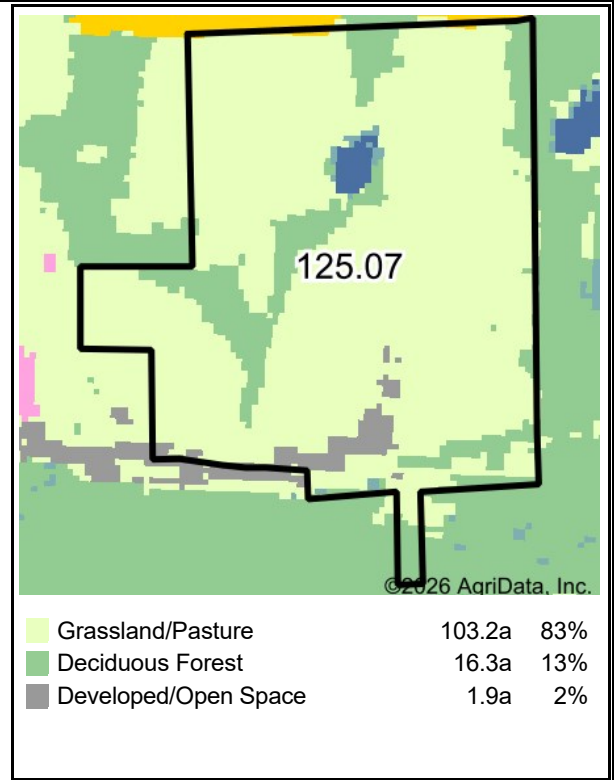 125.07
©2026 AgriData, Inc.
Grassland/Pasture 103.2a 83%
Deciduous Forest 16.3a 13%
Developed/Open Space 1.9a 2%